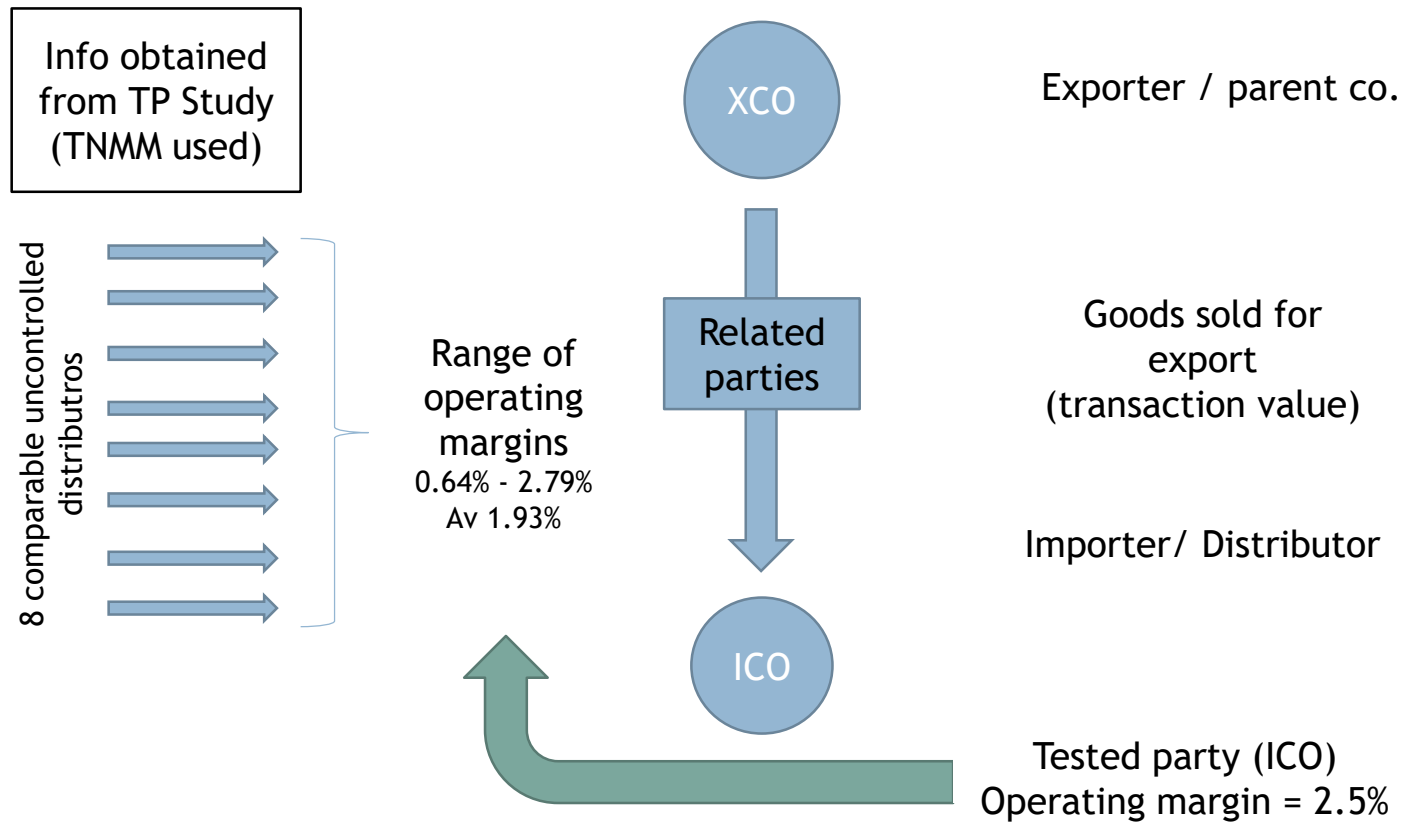 Info obtained
from TP Study
(TNMM used)
XCO
Exporter / parent co.
8 comparable uncontrolled
distributros
Range of
operating
margins
0.64% - 2.79%
Av 1.93%
Related
parties
Goods sold for
export
(transaction value)
Importer/ Distributor
ICO
Tested party (ICO)
Operating margin = 2.5%